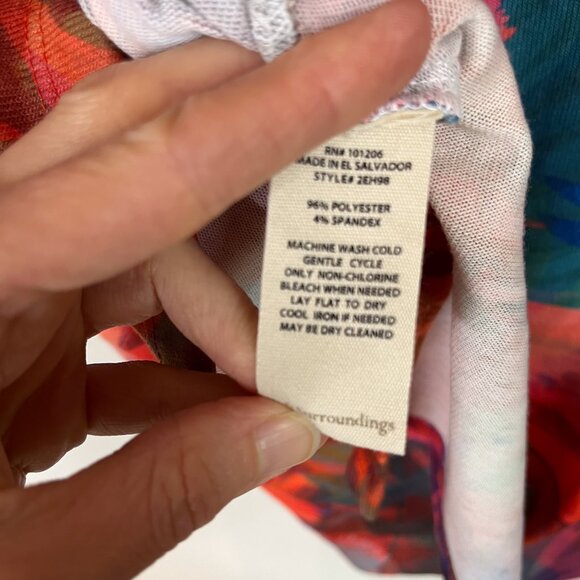 RN# 101206
MADE IN EL SALVADOR
STYLE# 2EH98
96% POLYESTER
4% SPANDEX
MACHINE WASH COLD
GENTLE CYCLE
ONLY NON-CHLORINE
BLEACH WHEN NEEDED
LAY FLAT TO DRY
COOL IRON IF NEEDED
MAY BE DRY CLEANED
Surroundings